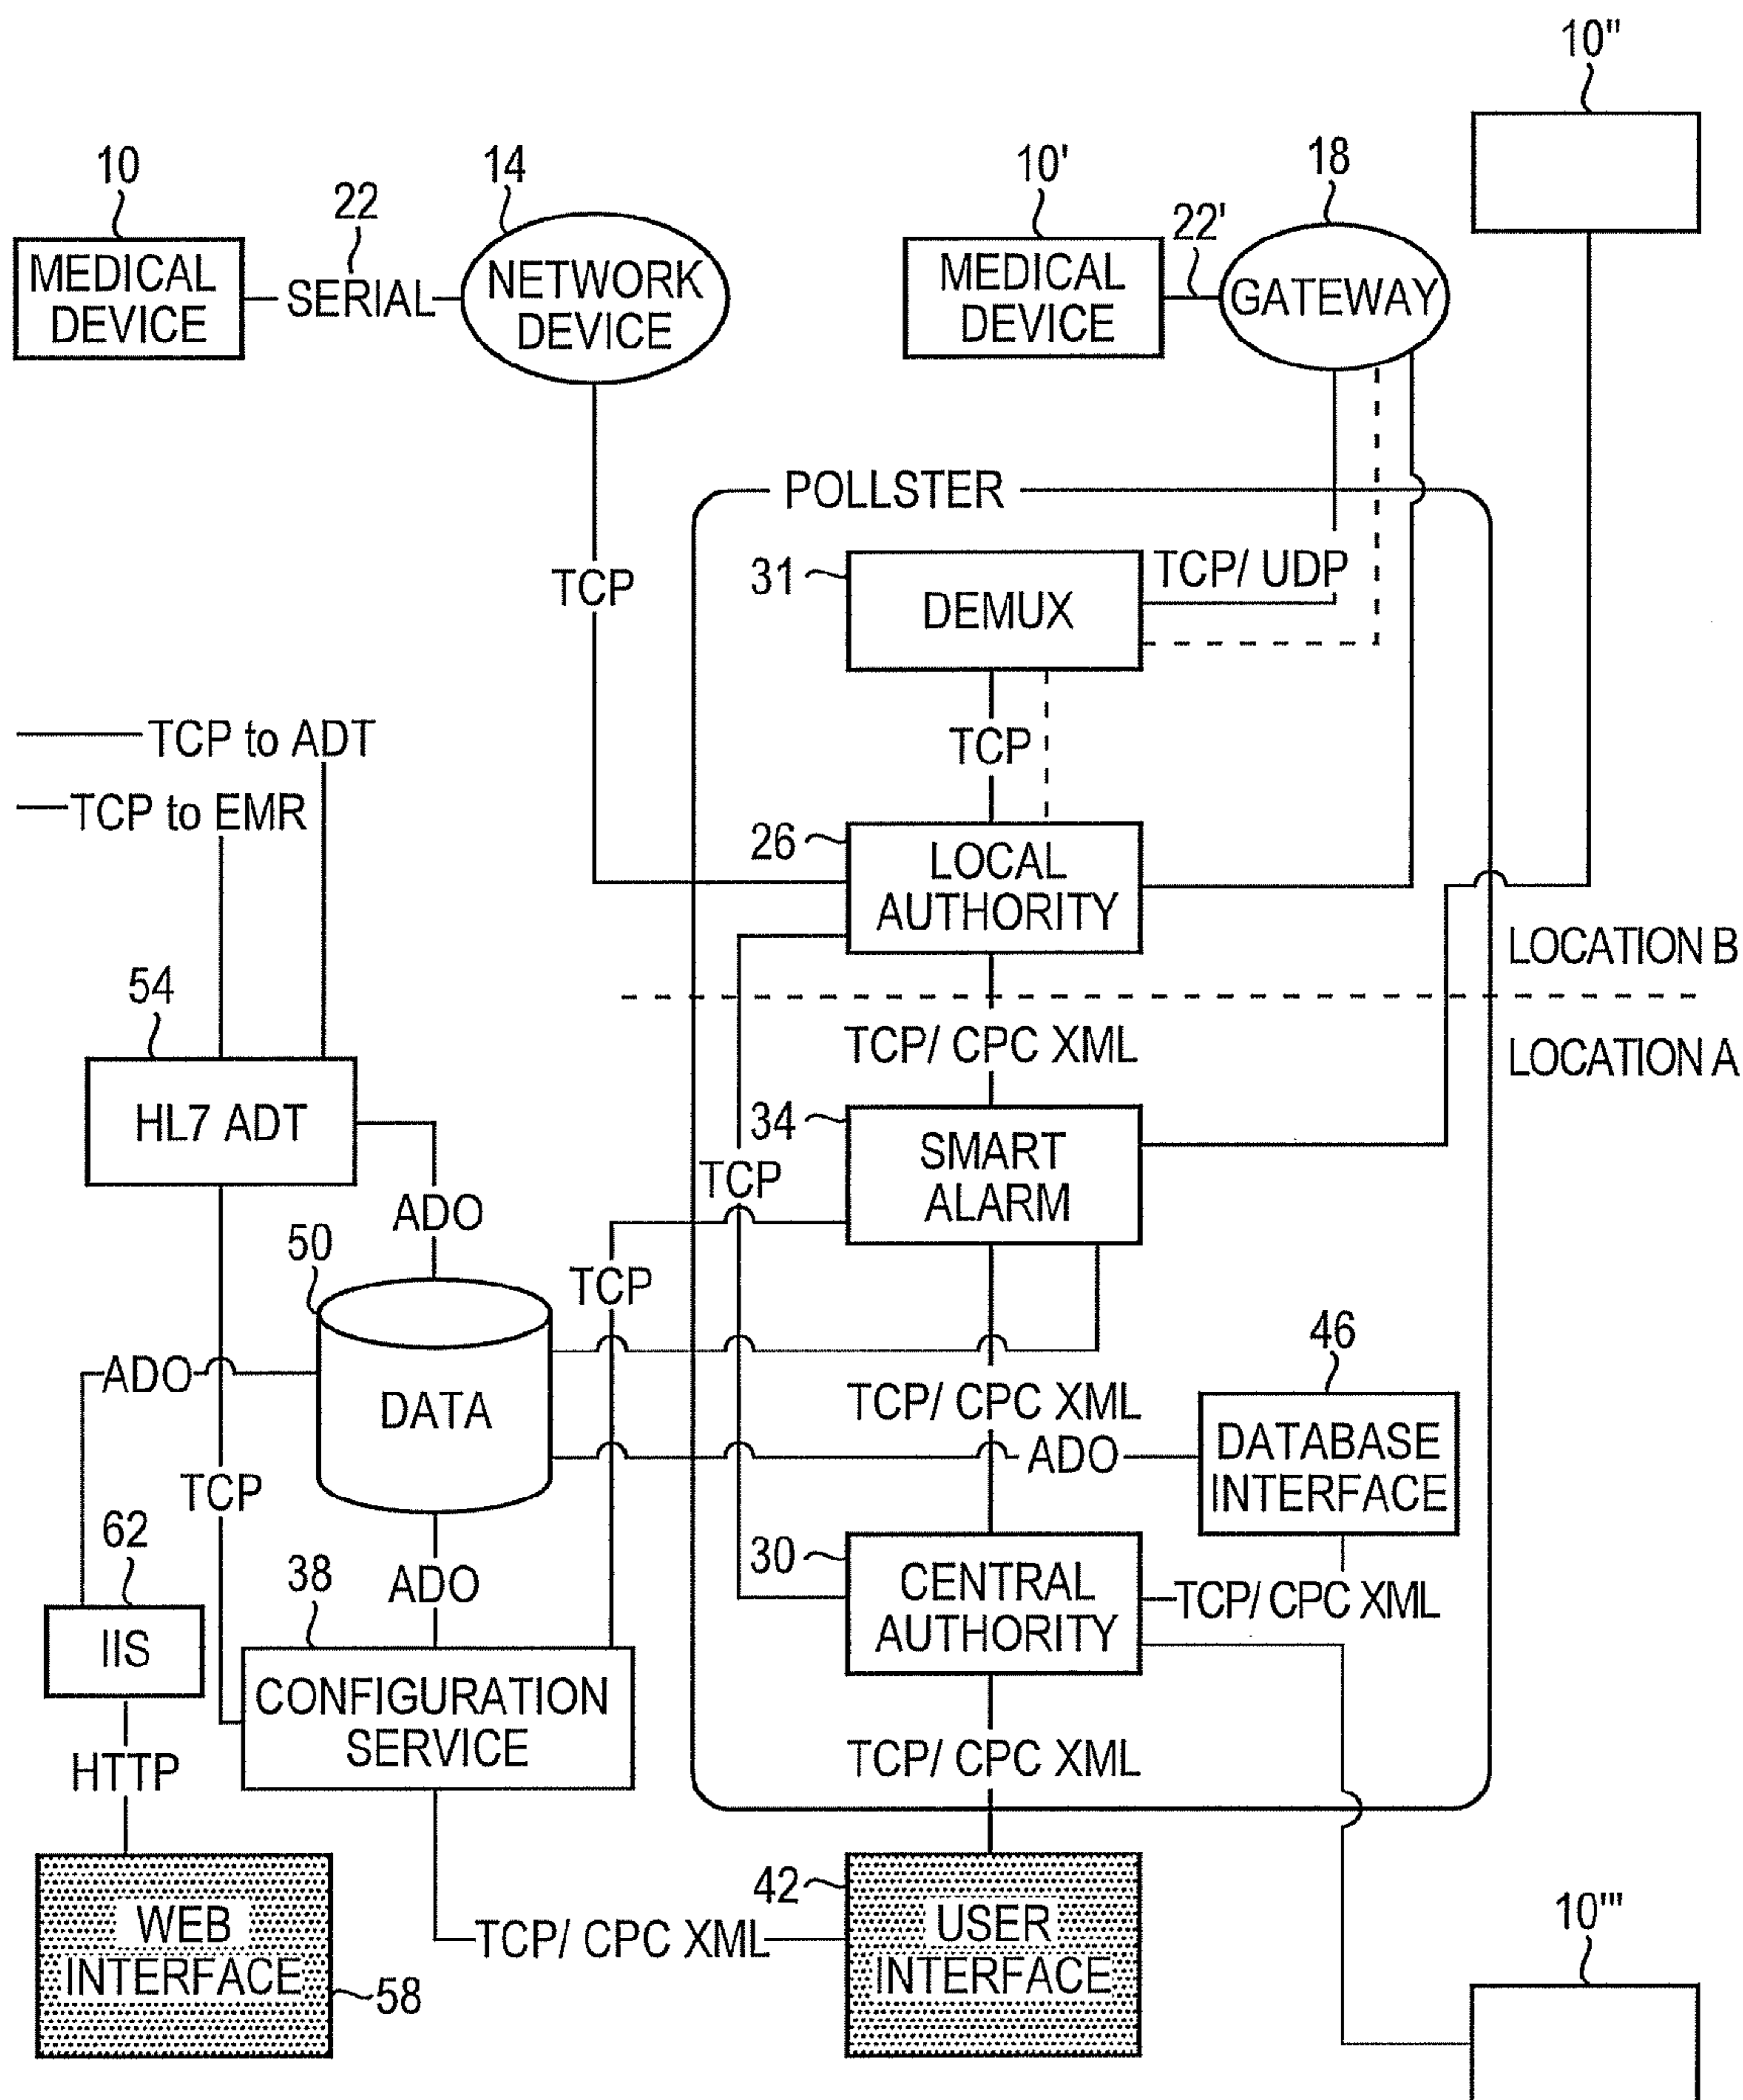 10"
10
14
10'
18
22
22'
MEDICAL
DEVICE
SERIAL
NETWORK
DEVICE
MEDICAL
DEVICE
GATEWAY
POLLSTER
TCP
31
DEMUX
TCP/ UDP
TCP to ADT
TCP
TCP to EMR
26
LOCAL
AUTHORITY
LOCATION B
54
TCP/ CPC XML
LOCATION A
HL7 ADT
34
SMART
ALARM
TCP
ADO
50
TCP
46
ADO
DATA
TCP/ CPC XML
DATABASE
INTERFACE
ADO
TCP
62
38
ADO
30
CENTRAL
AUTHORITY
TCP/ CPC XML
IIS
CONFIGURATION
SERVICE
HTTP
TCP/ CPC XML
42
WEB
INTERFACE
58
TCP/ CPC XML
USER
INTERFACE
10'''